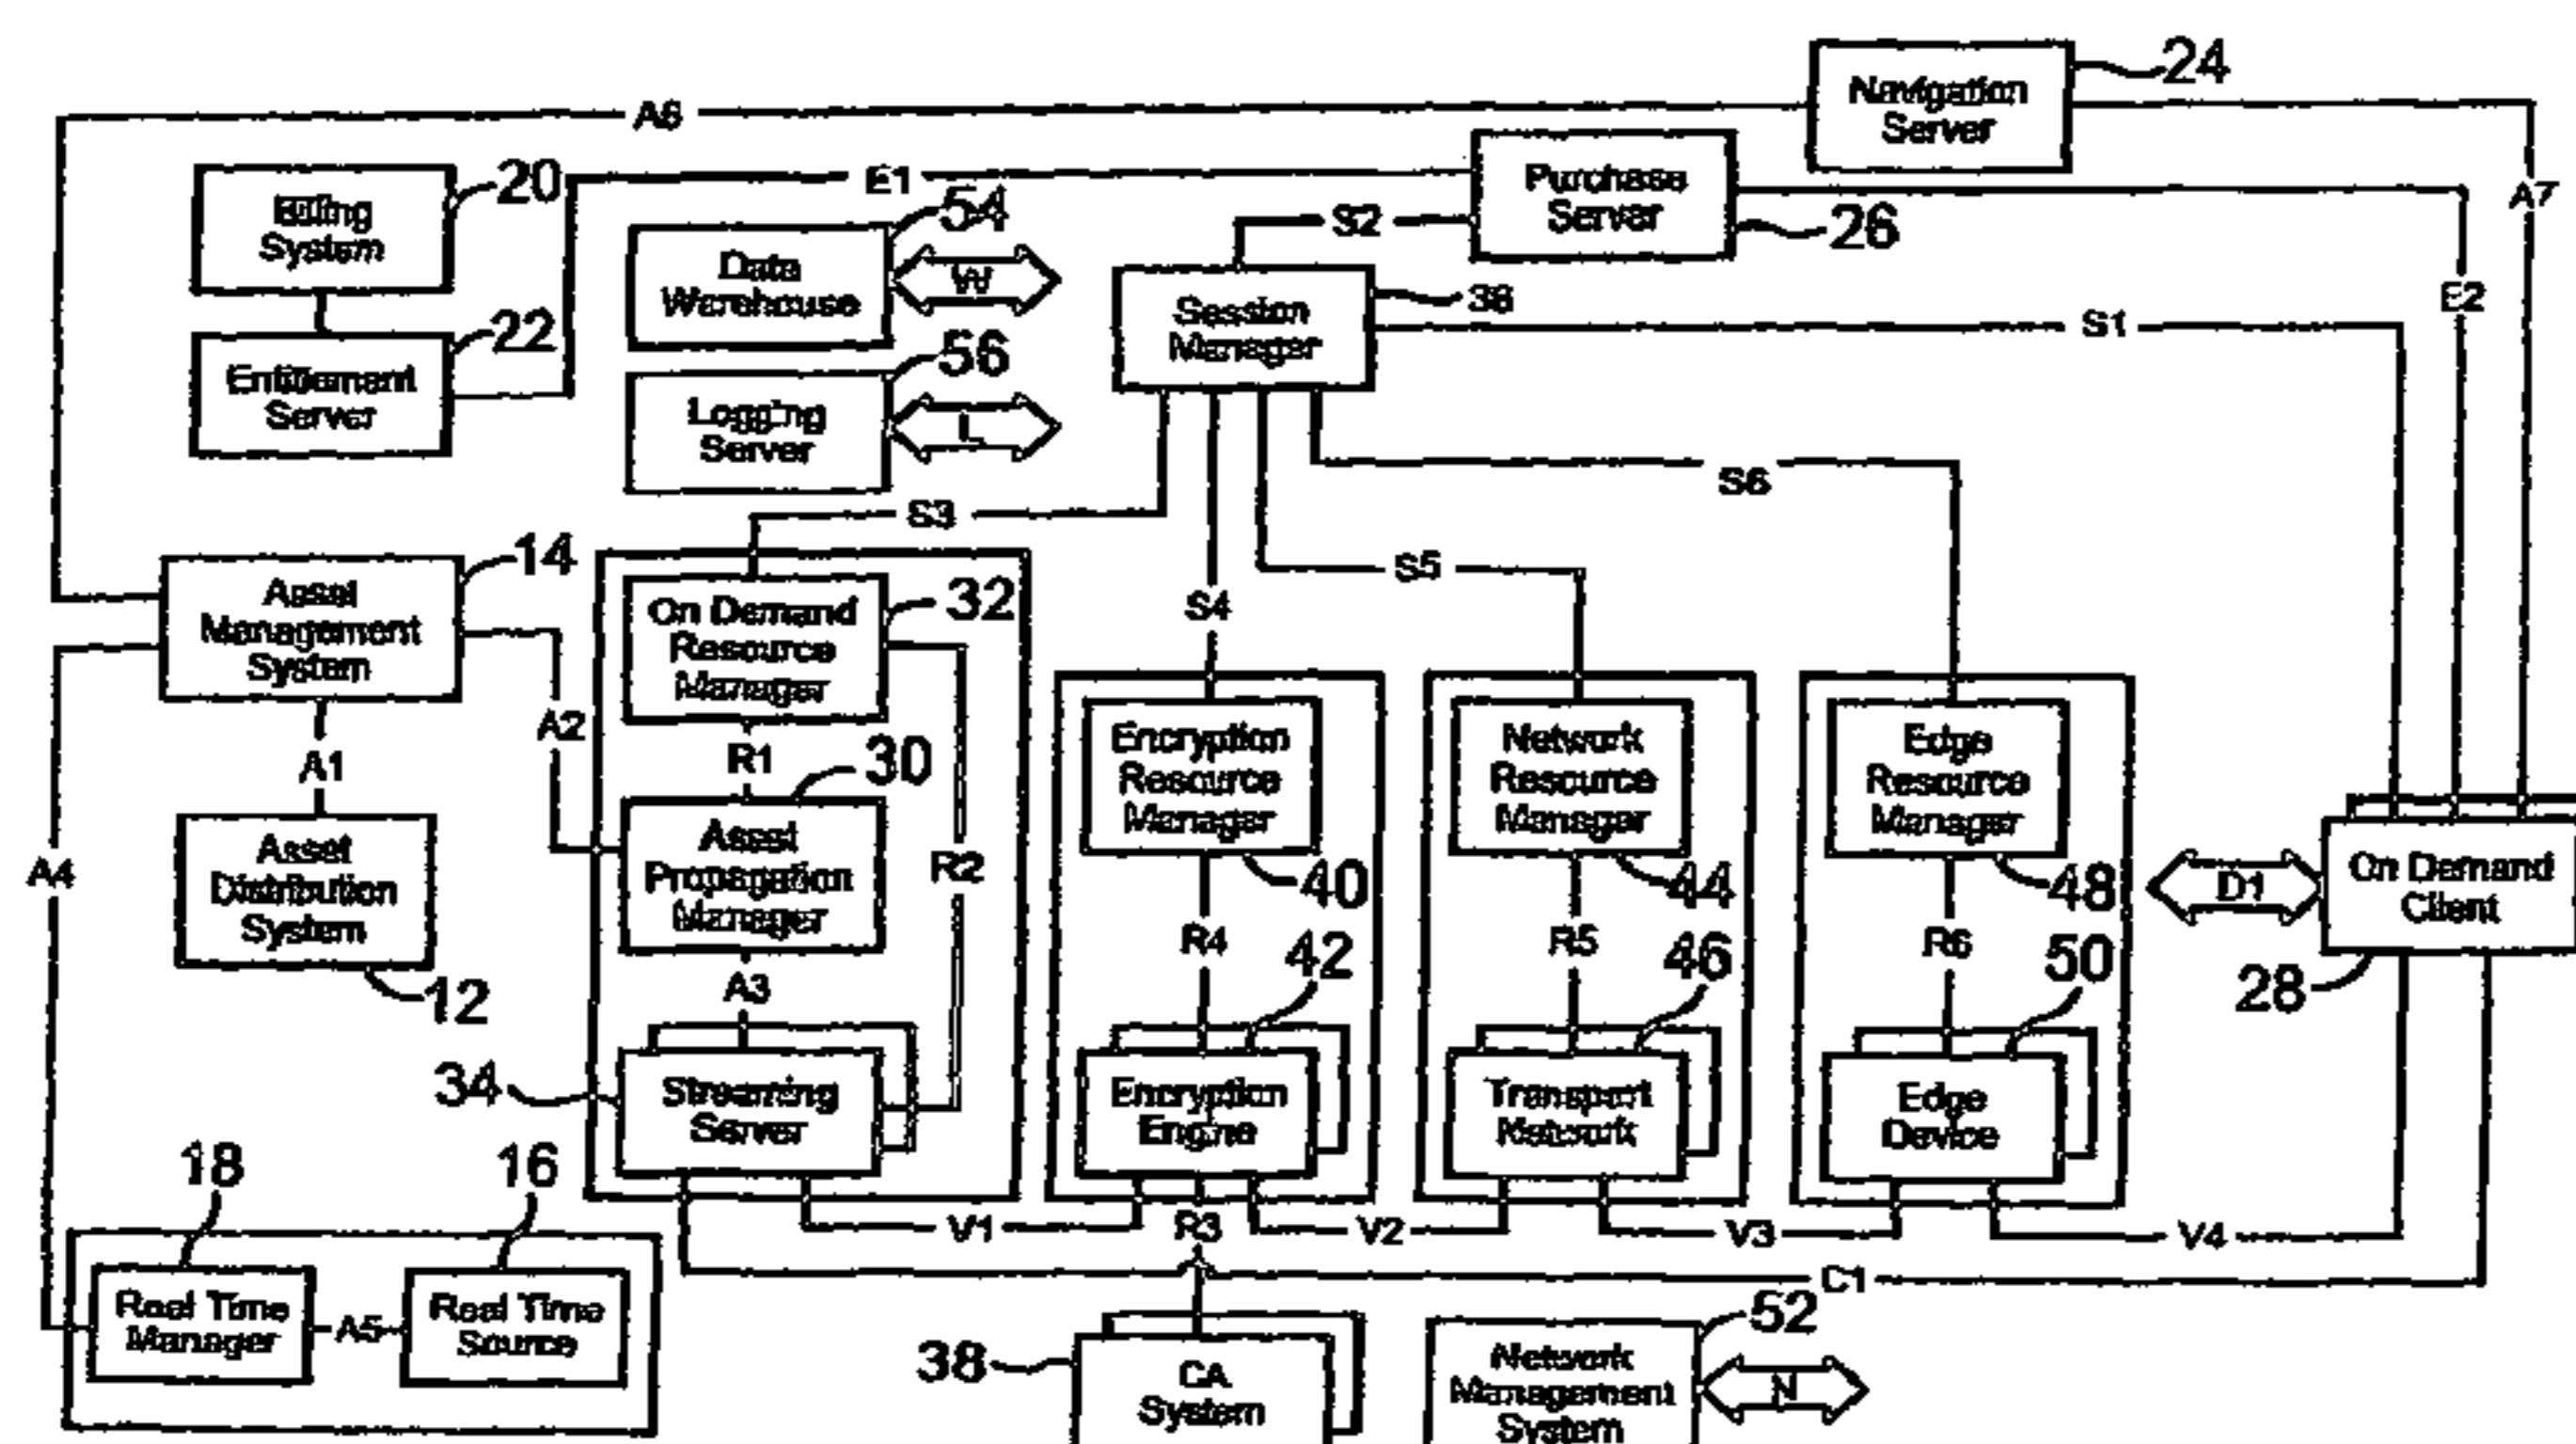 Navigation
Server
24
A6
Purchase
Server
26
E1
A7
Billing
System
20
Data
Warehouse
54
W
S2
Session
Manager
38
S1
E2
Entitlement
Server
22
Logging
Server
56
L
S3
S4
S5
S6
Asset
Management
System
14
On Demand
Resource
Manager
32
A2
R1
R2
A1
A4
Asset
Distribution
System
12
Asset
Propagation
Manager
30
A3
Streaming
Server
34
Encryption
Resource
Manager
40
R4
42
Encryption
Engine
Network
Resource
Manager
44
R5
46
Transport
Network
Edge
Resource
Manager
48
R6
50
Edge
Device
D1
On Demand
Client
28
V1
R3
V2
V3
V4
C1
18
16
Real Time
Manager
A5
Real Time
Source
38
CA
System
52
Network
Management
System
N